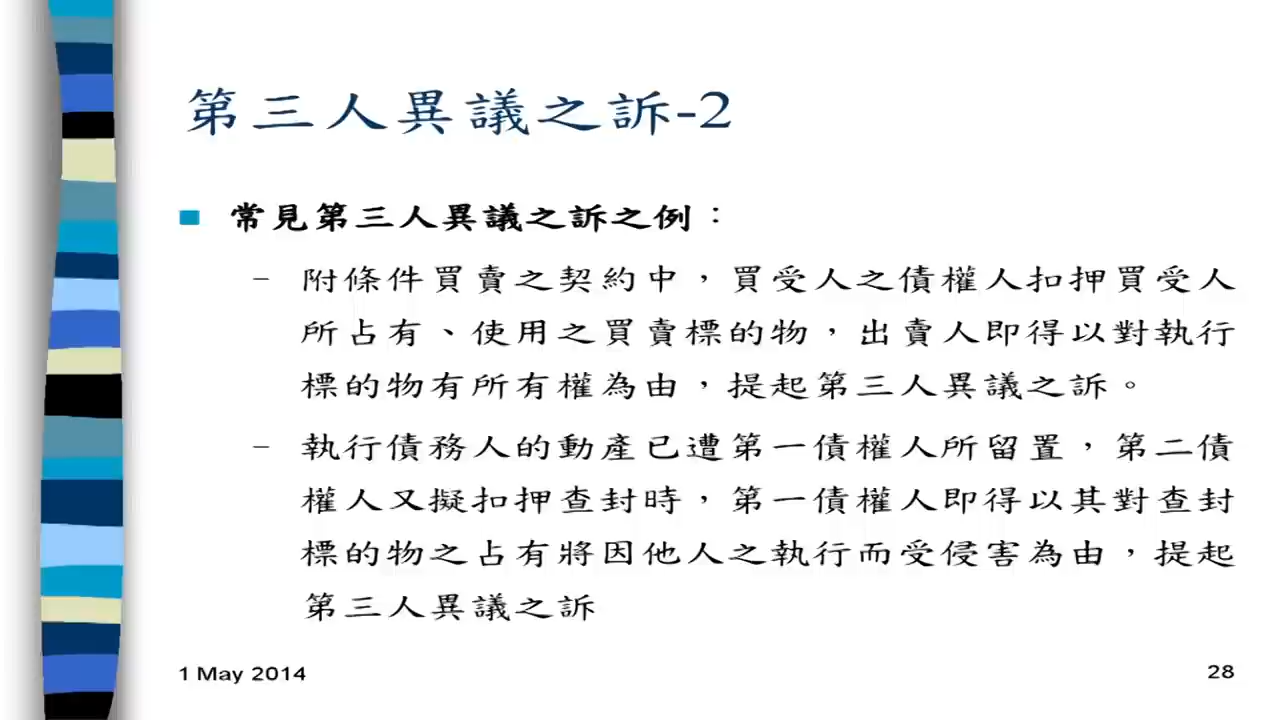 第三人異議之訴-2
常見第三人異議之訴之例：
– 附條件買賣之契約中，買受人之債權人扣押買受人
所占有、使用之買賣標的物，出賣人即得以對執行
標的物有所有權為由，提起第三人異議之訴。
– 執行債務人的動產已遭第一債權人所留置，第二債
權人又擬扣押查封時，第一債權人即得以其對查封
標的物之占有將因他人之執行而受侵害為由，提起
第三人異議之訴
1 May 2014
28